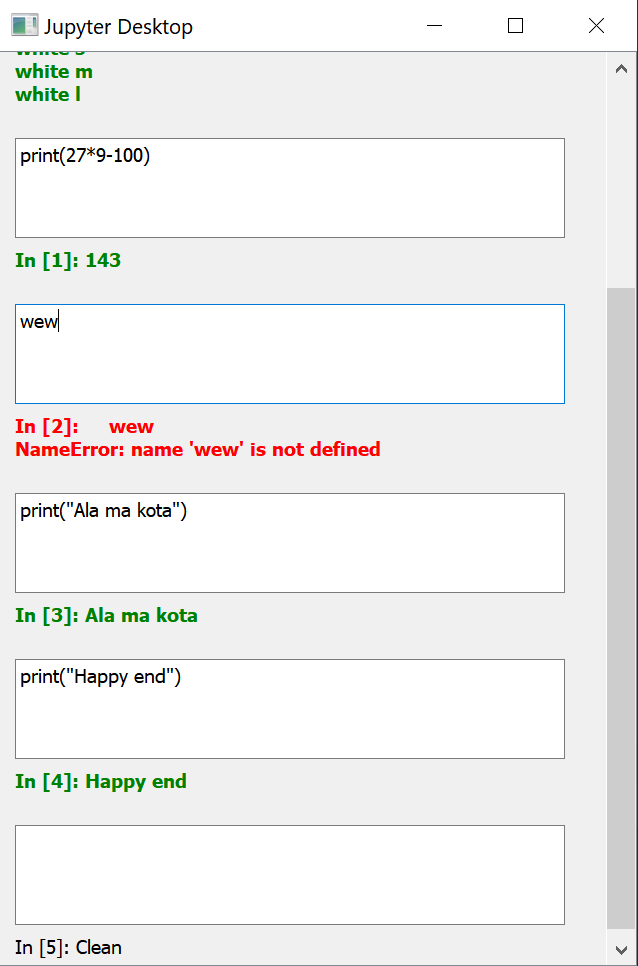 Jupyter Desktop
white s
white m
white l
print(27*9-100)
In [1]: 143
wew
In [2]:     wew
NameError: name 'wew' is not defined
print("Ala ma kota")
In [3]: Ala ma kota
print("Happy end")
In [4]: Happy end
In [5]: Clean